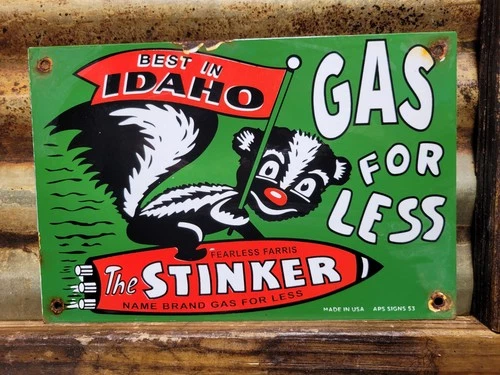 BEST IN
IDAHO
GAS
FOR
LESS
FEARLESS FARRIS
The STINKER
NAME BRAND GAS FOR LESS
MADE IN USA APS SIGNS 53